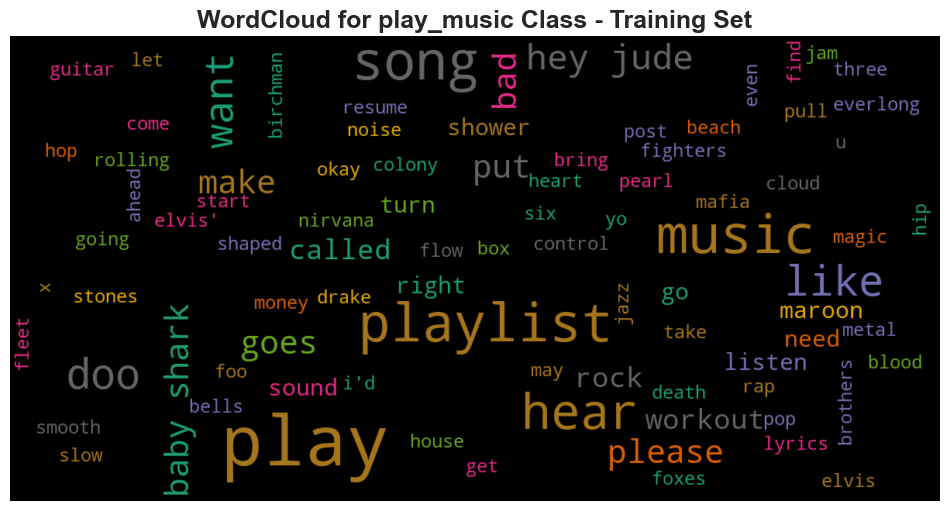 WordCloud for play_music Class - Training Set
song
hey jude
bad
want
find
jam
guitar
let
birchman
even
three
resume
pull
everlong
come
noise
shower
post
beach
u
hop
rolling
okay
colony
put
bring
fighters
ahead
make
heart
pearl
cloud
start
turn
six
mafia
elvis'
nirvana
yo
music
hip
going
shaped
called
flow
box
control
magic
x
stones
money
drake
right
playlist
jazz
go
like
maroon
fleet
baby shark
goes
take
need
metal
doo
foo
sound
i'd
may
rock
listen
blood
death
rap
brothers
smooth
bells
play
hear
workout
pop
slow
house
get
please
lyrics
foxes
elvis